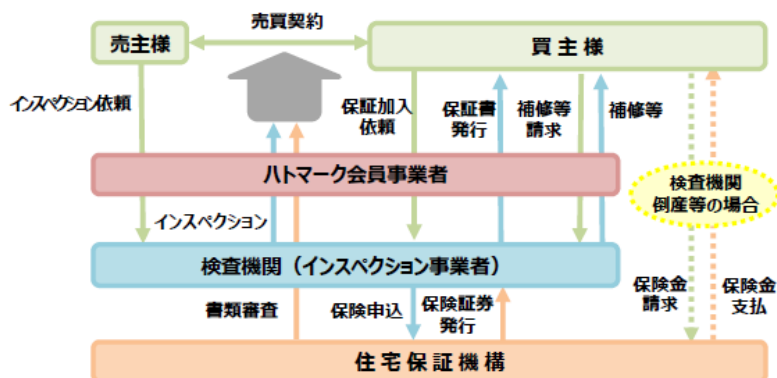 売買契約
売主様
買主様
インスペクション依頼
保証加入
依頼
保証書
発行
補修等
請求
補修等
ハトマーク会員事業者
検査機関
倒産等の場合
インスペクション
検査機関（インスペクション事業者）
書類審査
保険申込
保険証券
発行
保険金
請求
保険金
支払
住宅保証機構